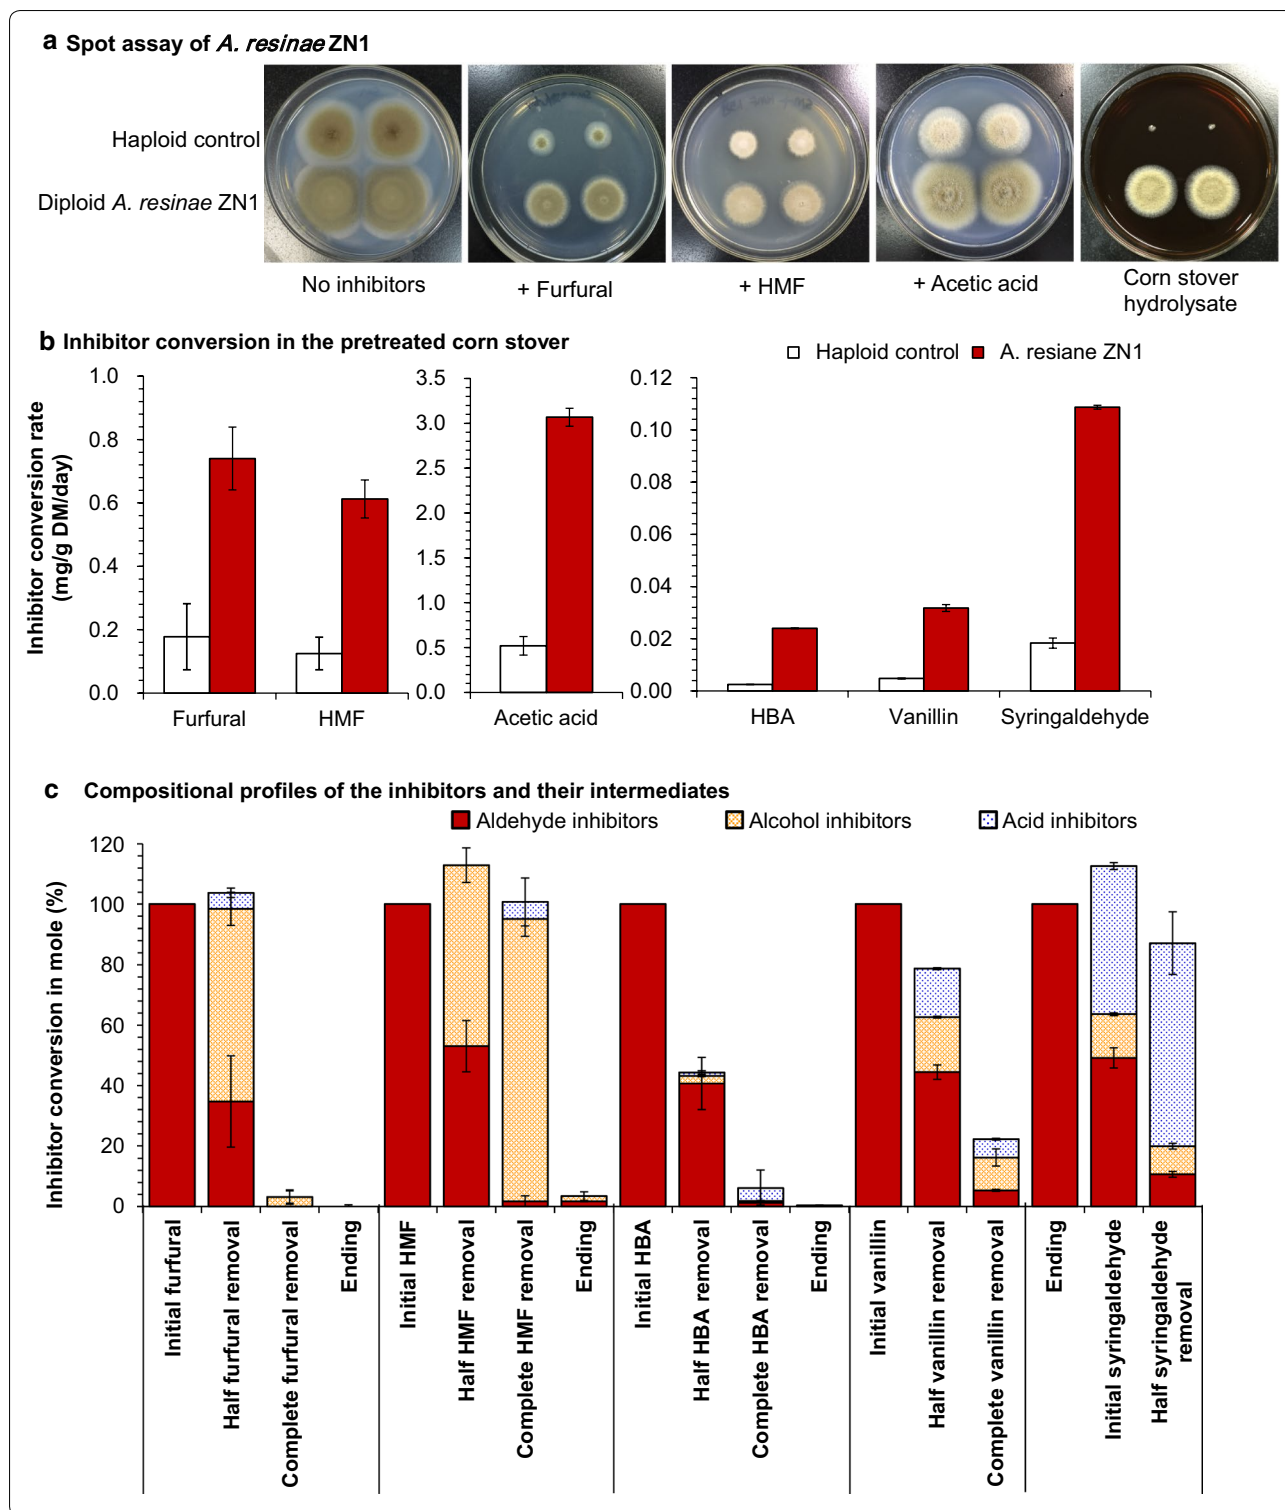 a Spot assay of A. resinae ZN1
Haploid control
Diploid A. resinae ZN1
No inhibitors
+ Furfural
+ HMF
+ Acetic acid
Corn stover
hydrolysate
b Inhibitor conversion in the pretreated corn stover
Haploid control
A. resiane ZN1
Inhibitor conversion rate
(mg/g DM/day)
1.0
0.8
0.6
0.4
0.2
0.0
Furfural
HMF
3.5
3.0
2.5
2.0
1.5
1.0
0.5
0.0
Acetic acid
0.12
0.10
0.08
0.06
0.04
0.02
0.00
HBA
Vanillin
Syringaldehyde
c Compositional profiles of the inhibitors and their intermediates
Aldehyde inhibitors
Alcohol inhibitors
Acid inhibitors
Inhibitor conversion in mole (%)
120
100
80
60
40
20
0
Initial furfural
Half furfural removal
Complete furfural removal
Ending
Initial HMF
Half HMF removal
Complete HMF removal
Ending
Initial HBA
Half HBA removal
Complete HBA removal
Ending
Initial vanillin
Half vanillin removal
Complete vanillin removal
Ending
Initial syringaldehyde
Half syringaldehyde
removal